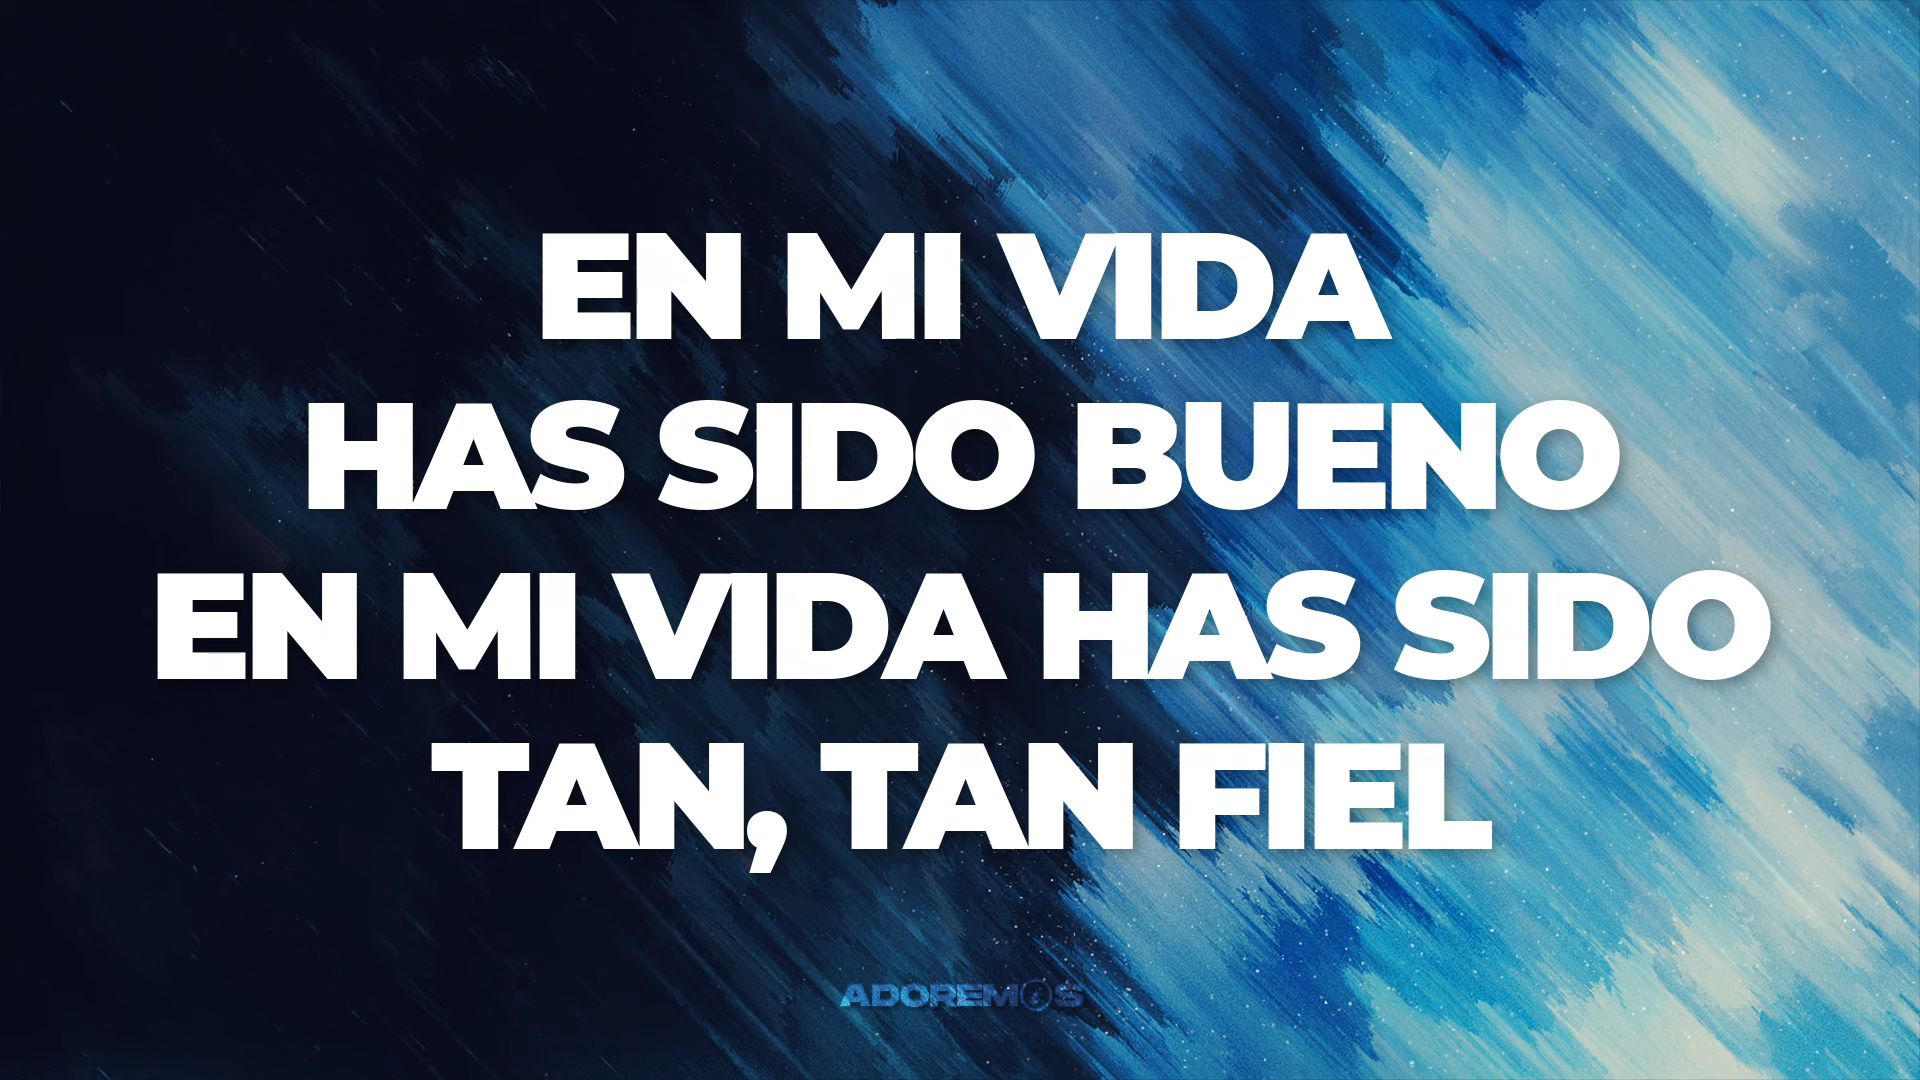 EN MI VIDA
HAS SIDO BUENO
EN MI VIDA HAS SIDO
TAN, TAN FIEL
ADOREMOS